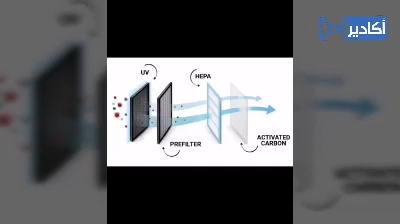 أكادير
UV
HEPA
PREFILTER
ACTIVATED
CARBON